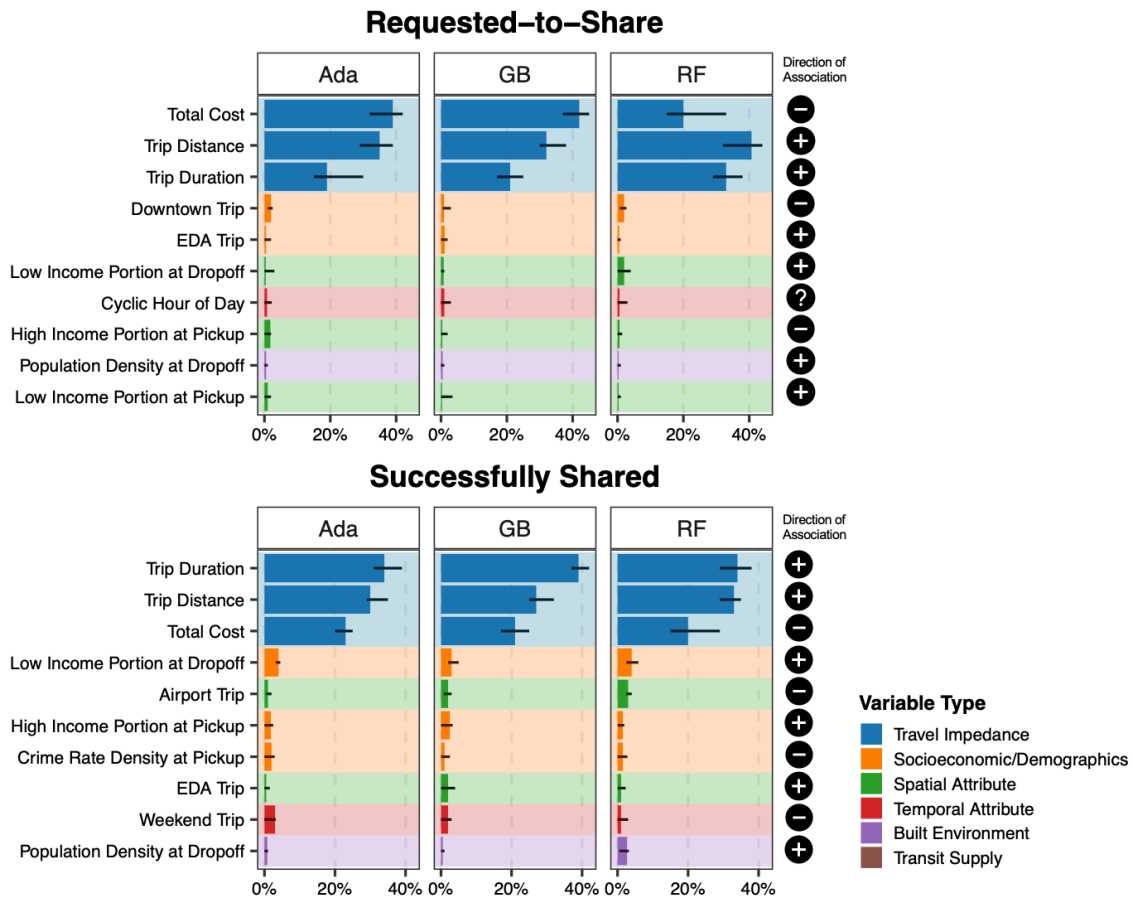 Requested–to–Share
Ada
GB
RF
Direction of
Association
Total Cost
−
Trip Distance
+
Trip Duration
+
Downtown Trip
−
EDA Trip
+
Low Income Portion at Dropoff
+
Cyclic Hour of Day
?
High Income Portion at Pickup
−
Population Density at Dropoff
+
Low Income Portion at Pickup
+
0% 20% 40% 0% 20% 40% 0% 20% 40%
Successfully Shared
Ada
GB
RF
Direction of
Association
Trip Duration
+
Trip Distance
+
Total Cost
−
Low Income Portion at Dropoff
+
Airport Trip
−
High Income Portion at Pickup
+
Crime Rate Density at Pickup
−
EDA Trip
+
Weekend Trip
−
Population Density at Dropoff
+
0% 20% 40% 0% 20% 40% 0% 20% 40%
Variable Type
Travel Impedance
Socioeconomic/Demographics
Spatial Attribute
Temporal Attribute
Built Environment
Transit Supply